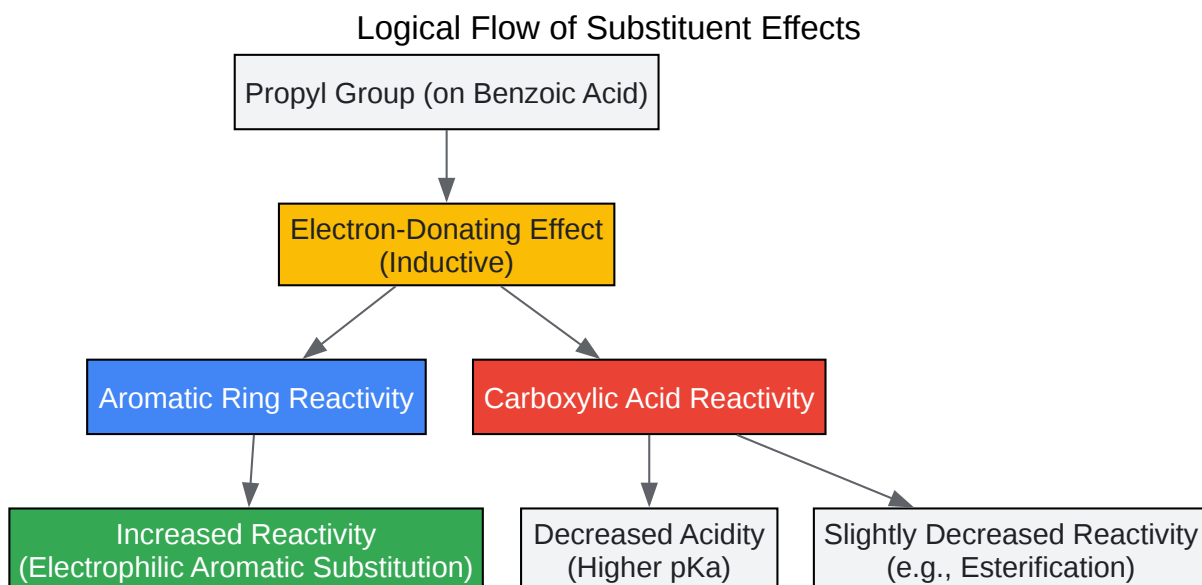 Logical Flow of Substituent Effects
Propyl Group (on Benzoic Acid)
Electron-Donating Effect
(Inductive)
Aromatic Ring Reactivity
Carboxylic Acid Reactivity
Increased Reactivity
(Electrophilic Aromatic Substitution)
Decreased Acidity
(Higher pKa)
Slightly Decreased Reactivity
(e.g., Esterification)